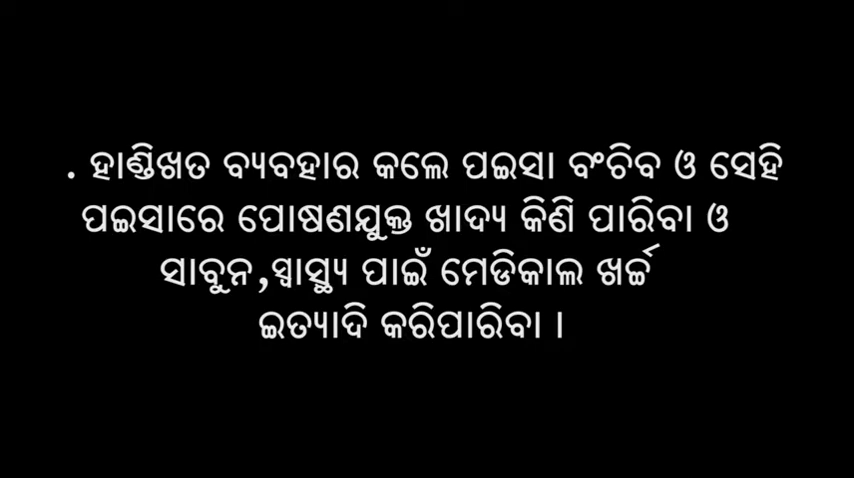 . ହାଣ୍ଡିଖତ ବ୍ୟବହାର କଲେ ପଇସା ବଂଚିବ ଓ ସେହି
ପଇସାରେ ପୋଷଣଯୁକ୍ତ ଖାଦ୍ୟ କିଣି ପାରିବା ଓ
ସାବୁନ,ସ୍ୱାସ୍ଥ୍ୟ ପାଇଁ ମେଡିକାଲ ଖର୍ଚ୍ଚ
ଇତ୍ୟାଦି କରିପାରିବା ।